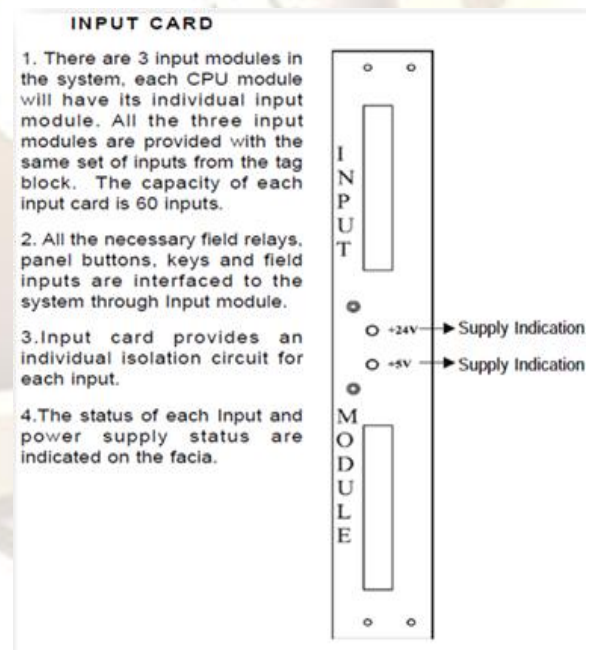 INPUT CARD
1. There are 3 input modules in
the system, each CPU module
will have its individual input
module. All the three input
modules are provided with the
same set of inputs from the tag
block. The capacity of each
input card is 60 inputs.
2. All the necessary field relays,
panel buttons, keys and field
inputs are interfaced to the
system through Input module.
3.Input card provides an
individual isolation circuit for
each input.
4.The status of each Input and
power supply status are
indicated on the facia.
INPUT
+24V Supply Indication
+5V Supply Indication
MODULE